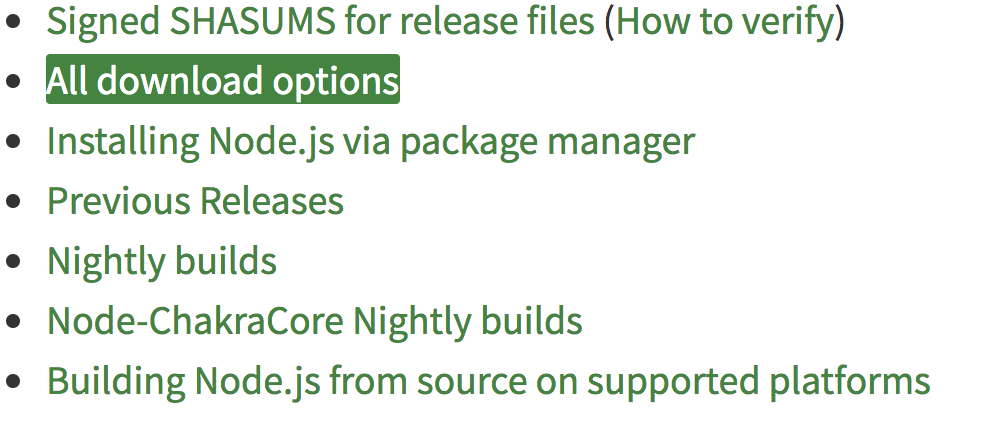 Signed SHASUMS for release files (How to verify)
All download options
Installing Node.js via package manager
Previous Releases
Nightly builds
Node-ChakraCore Nightly builds
Building Node.js from source on supported platforms